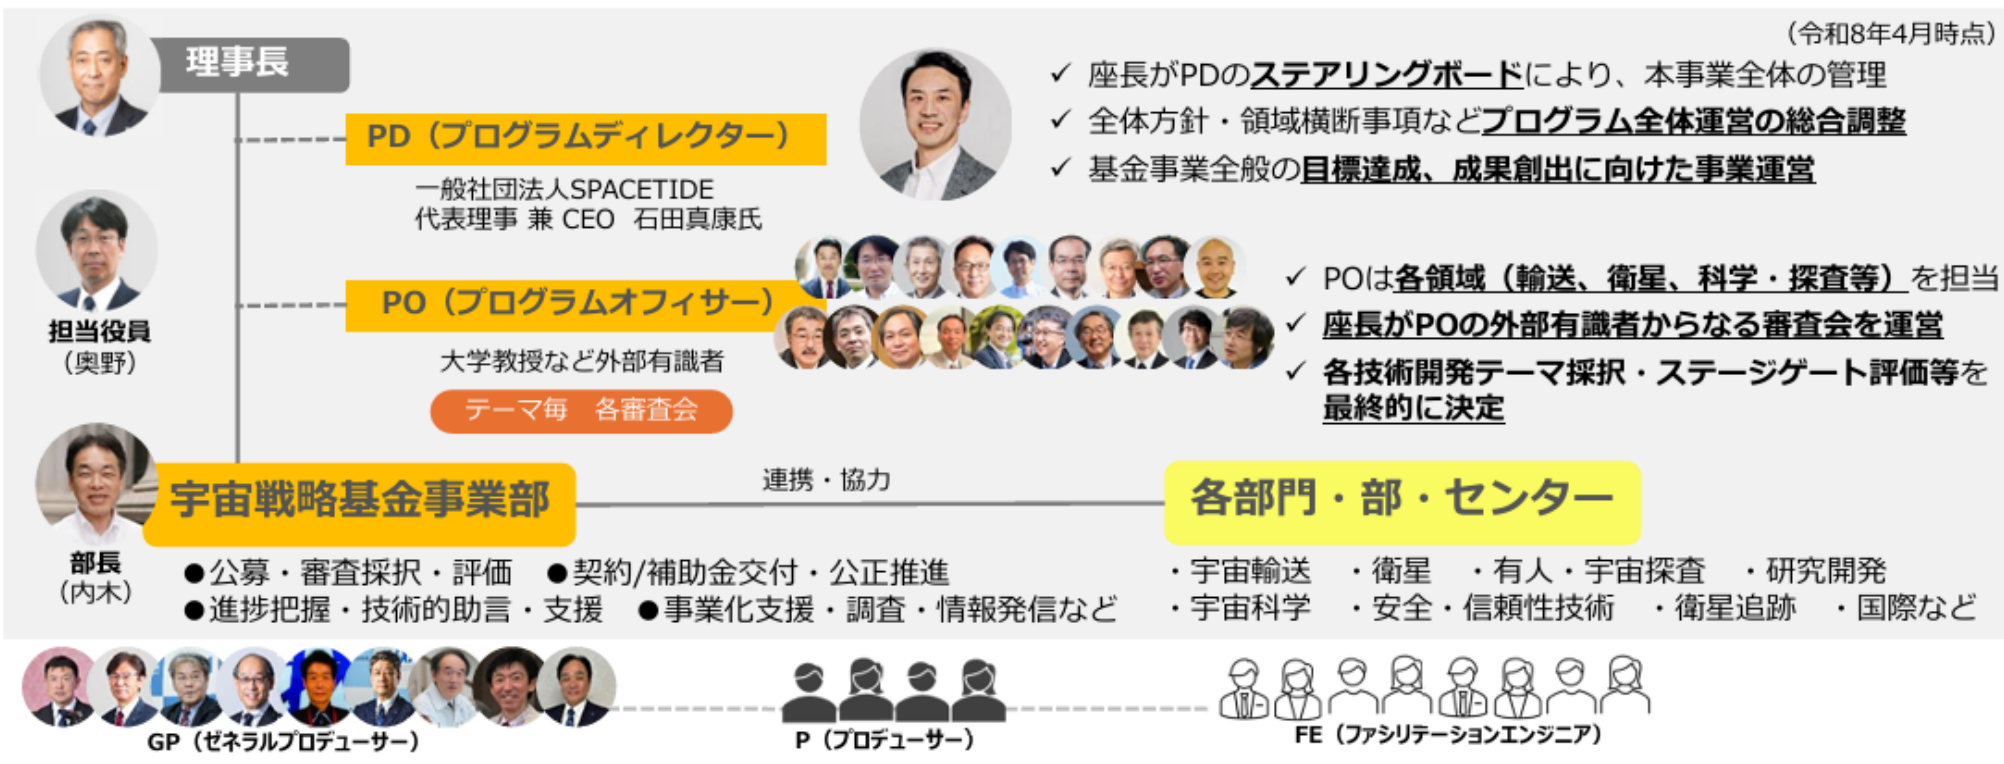 （令和8年4月時点）
理事長
✓ 座長がPDのステアリングボードにより、本事業全体の管理
✓ 全体方針・領域横断事項などプログラム全体運営の総合調整
✓ 基金事業全般の目標達成、成果創出に向けた事業運営
PD（プログラムディレクター）
一般社団法人SPACETIDE
代表理事 兼 CEO 石田真康氏
担当役員
（奥野）
PO（プログラムオフィサー）
大学教授など外部有識者
テーマ毎　各審査会
✓ POは各領域（輸送、衛星、科学・探査等）を担当
✓ 座長がPOの外部有識者からなる審査会を運営
✓ 各技術開発テーマ採択・ステージゲート評価等を
最終的に決定
部長
（内木）
宇宙戦略基金事業部
連携・協力
各部門・部・センター
●公募・審査採択・評価　●契約/補助金交付・公正推進
●進捗把握・技術的助言・支援　●事業化支援・調査・情報発信など
・宇宙輸送　・衛星　・有人・宇宙探査　・研究開発
・宇宙科学　・安全・信頼性技術　・衛星追跡　・国際など
GP（ゼネラルプロデューサー）
P（プロデューサー）
FE（ファシリテーションエンジニア）